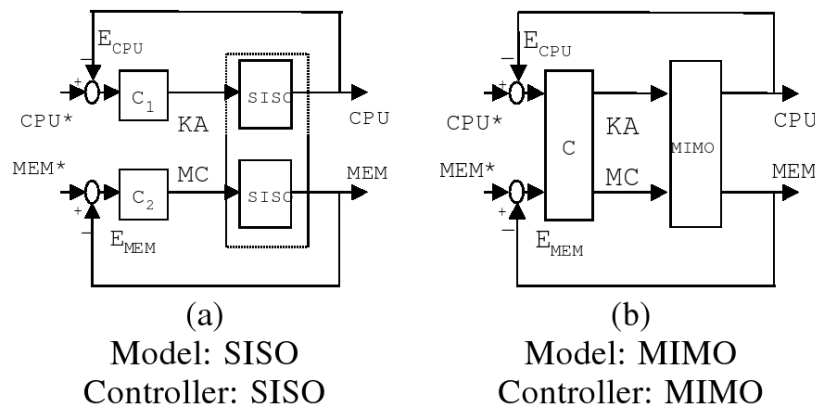 E_CPU
−
+
CPU*
C_1
KA
SISO
CPU
MEM*
+
−
E_MEM
C_2
MC
SISO
MEM
(a)
Model: SISO
Controller: SISO
E_CPU
−
+
CPU*
MEM*
+
−
E_MEM
C
KA
MC
MIMO
CPU
MEM
(b)
Model: MIMO
Controller: MIMO